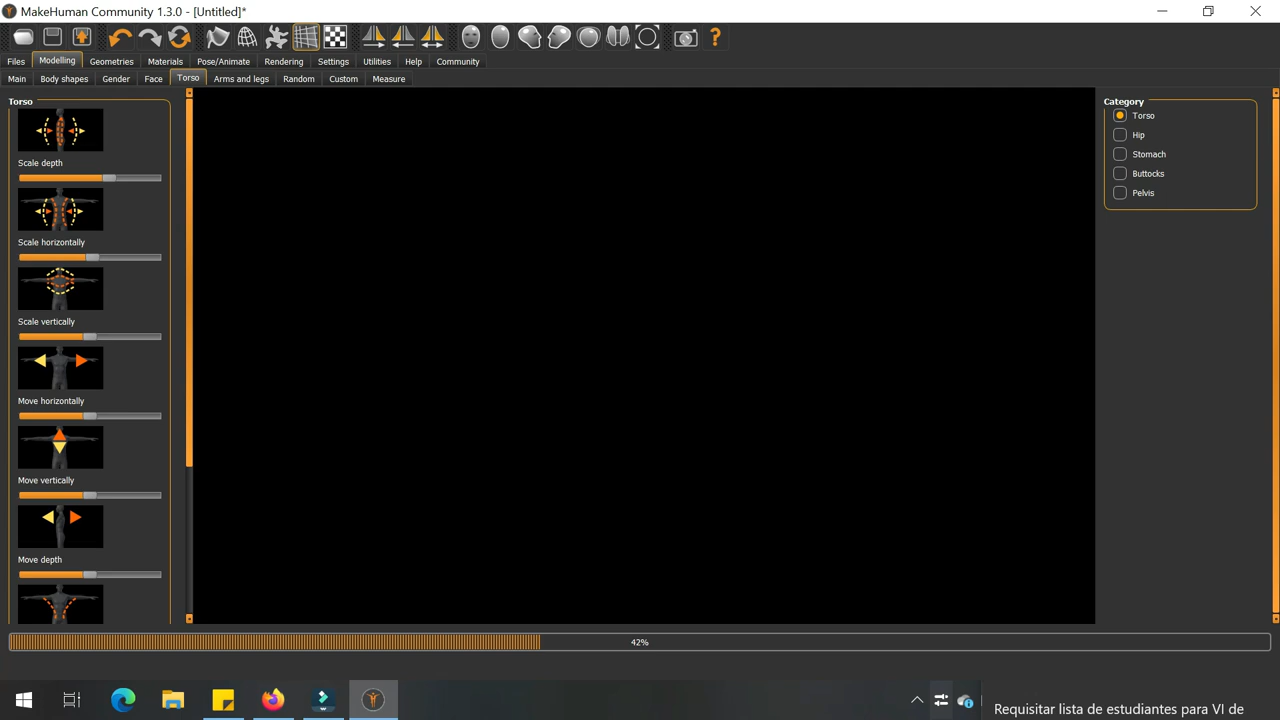 MakeHuman Community 1.3.0 - [Untitled]*
Files Modelling Geometries Materials Pose/Animate Rendering Settings Utilities Help Community
Main Body shapes Gender Face Torso Arms and legs Random Custom Measure
Torso
Scale depth
Scale horizontally
Scale vertically
Move horizontally
Move vertically
Move depth
Category
Torso
Hip
Stomach
Buttocks
Pelvis
42%
Requisitar lista de estudiantes para VI de